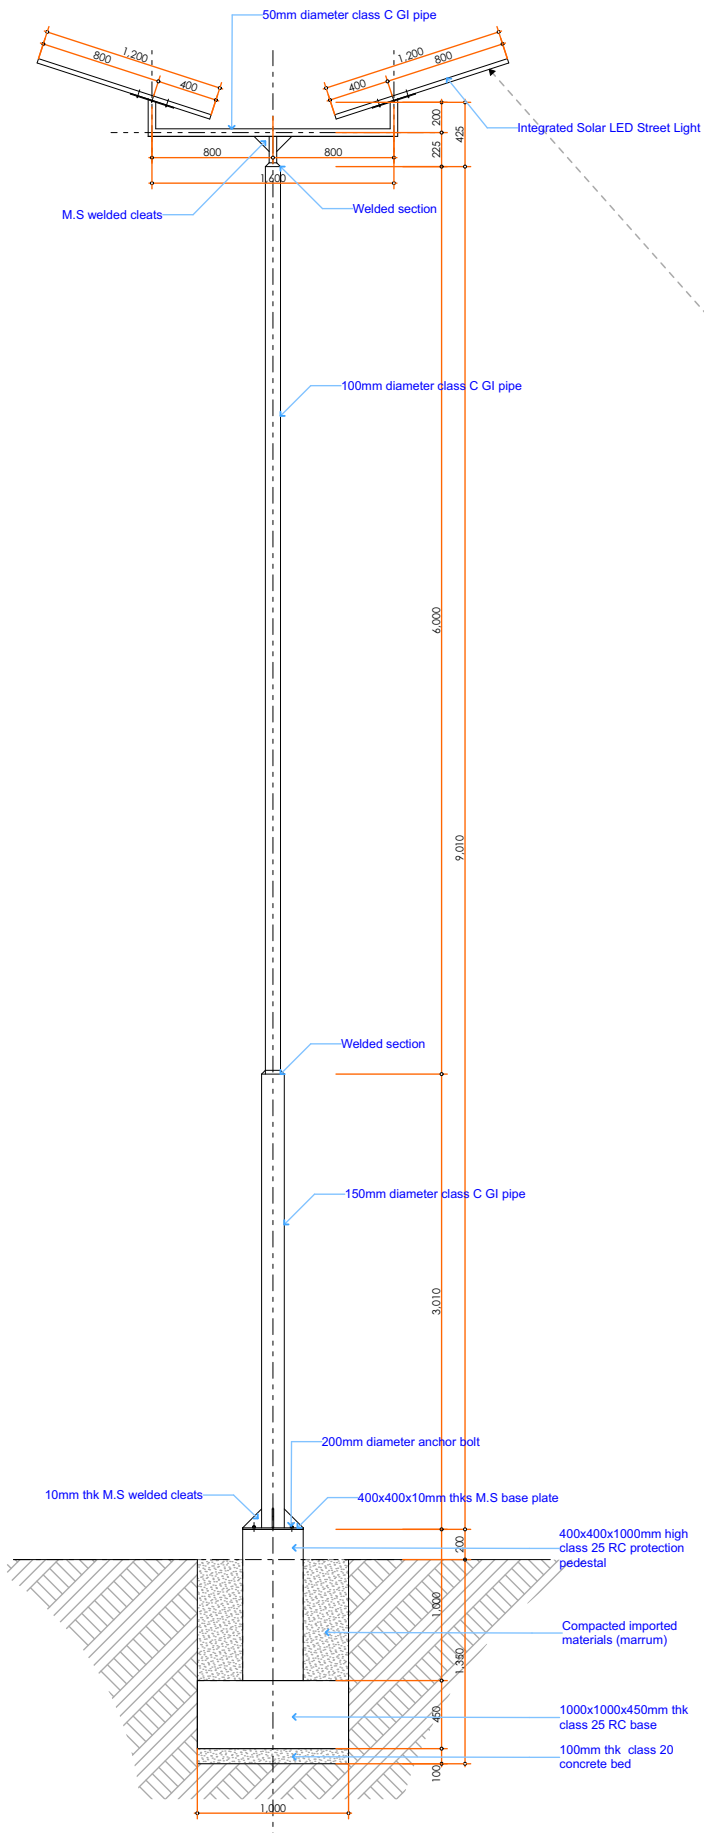 50mm diameter class C GI pipe
1,200
800
400
1,200
800
400
200
425
225
Integrated Solar LED Street Light
800
800
1,600
M.S welded cleats
Welded section
100mm diameter class C GI pipe
6,000
9,010
Welded section
150mm diameter class C GI pipe
3,010
200mm diameter anchor bolt
10mm thk M.S welded cleats
400x400x10mm thks M.S base plate
400x400x1000mm high
class 25 RC protection
pedestal
200
1,000
Compacted imported
materials (marrum)
1,350
1000x1000x450mm thk
class 25 RC base
450
100mm thk class 20
concrete bed
100
1,000